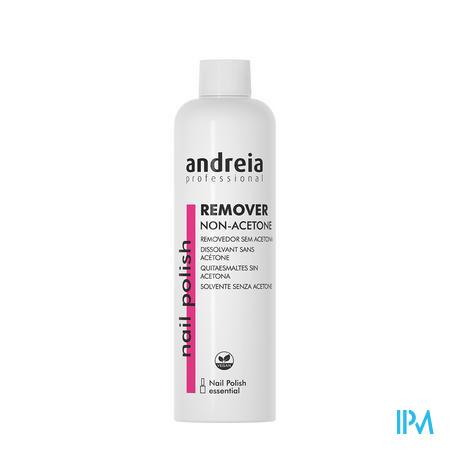 andreia
professional
nail polish
REMOVER
NON-ACETONE
REMOVEDOR SEM ACETONA
DISSOLVANT SANS
ACÉTONE
QUITAESMALTES SIN
ACETONA
SOLVENTE SENZA ACETONE
VEGAN
Nail Polish
essential
IPM